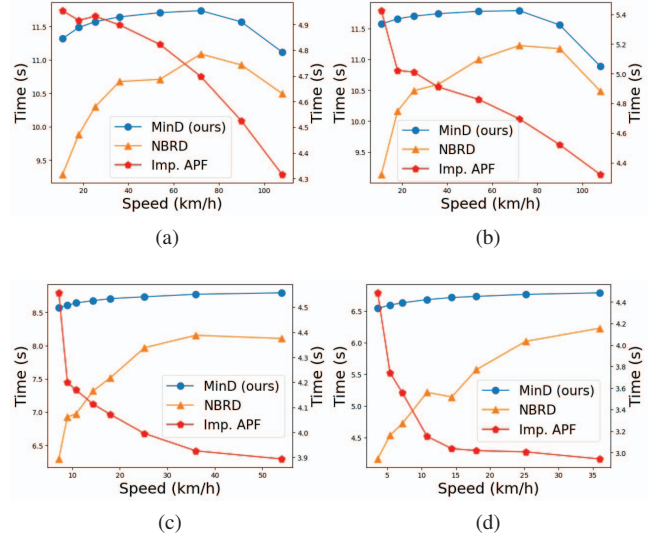 11.5
11.0
10.5
10.0
9.5
4.9
4.8
4.7
4.6
4.5
4.4
4.3
Time (s)
Time (s)
MinD (ours)
NBRD
Imp. APF
20 40 60 80 100
Speed (km/h)
(a)
11.5
11.0
10.5
10.0
9.5
5.4
5.2
5.0
4.8
4.6
4.4
Time (s)
Time (s)
MinD (ours)
NBRD
Imp. APF
20 40 60 80 100
Speed (km/h)
(b)
8.5
8.0
7.5
7.0
6.5
4.5
4.4
4.3
4.2
4.1
4.0
3.9
Time (s)
Time (s)
MinD (ours)
NBRD
Imp. APF
10 20 30 40 50
Speed (km/h)
(c)
6.5
6.0
5.5
5.0
4.5
4.4
4.2
4.0
3.8
3.6
3.4
3.2
3.0
Time (s)
Time (s)
MinD (ours)
NBRD
Imp. APF
5 10 15 20 25 30 35
Speed (km/h)
(d)